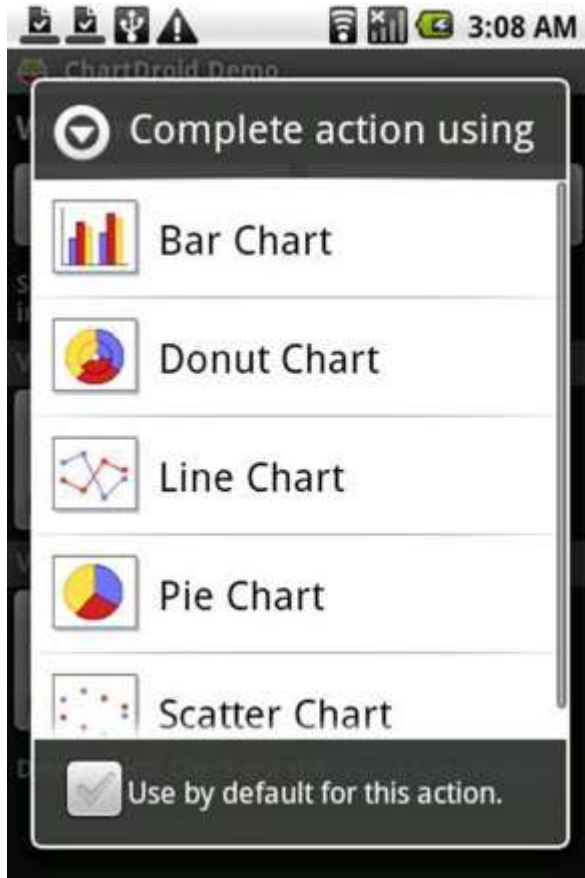 3:08 AM
ChartDroid Demo
Complete action using
Bar Chart
Donut Chart
Line Chart
Pie Chart
Scatter Chart
Use by default for this action.